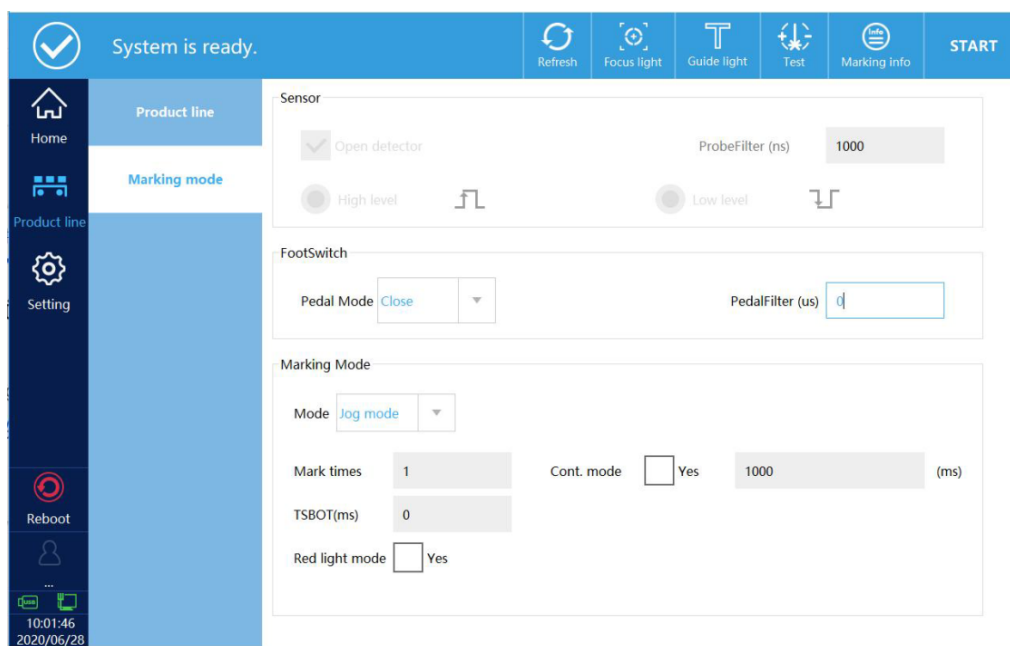 System is ready.
Refresh
Focus light
Guide light
Test
Info
Marking info
START
Home
Product line
Setting
Reboot
...
USB
10:01:46
2020/06/28
Product line
Marking mode
Sensor
Open detector
ProbeFilter (ns) 1000
High level
Low level
FootSwitch
Pedal Mode Close
PedalFilter (us) 0
Marking Mode
Mode Jog mode
Mark times 1
Cont. mode Yes 1000 (ms)
TSBOT(ms) 0
Red light mode Yes